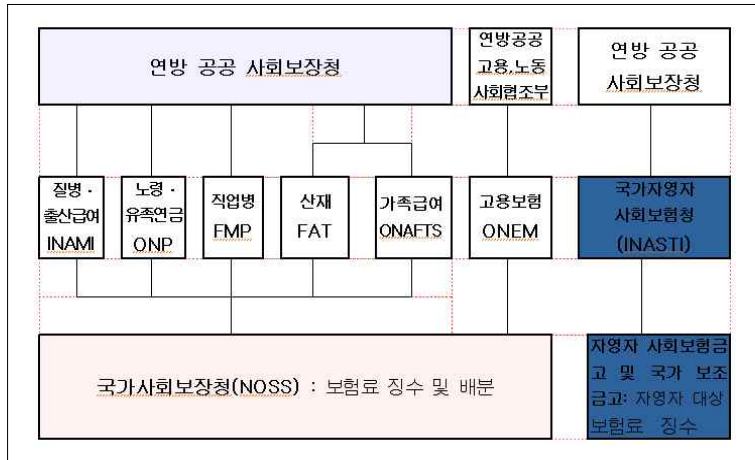 연방 공공 사회보장청
연방공공
고용,노동
사회협조부
연방 공공
사회보장청
질병·
출산급여
INAMI
노령·
유족연금
ONP
직업병
FMP
산재
FAT
가족급여
ONAFTS
고용보험
ONEM
국가자영자
사회보험청
(INASTI)
국가사회보장청(NOSS) : 보험료 징수 및 배분
자영자 사회보험금
고 및 국가 보조
금고: 자영자 대상
보험료 징수